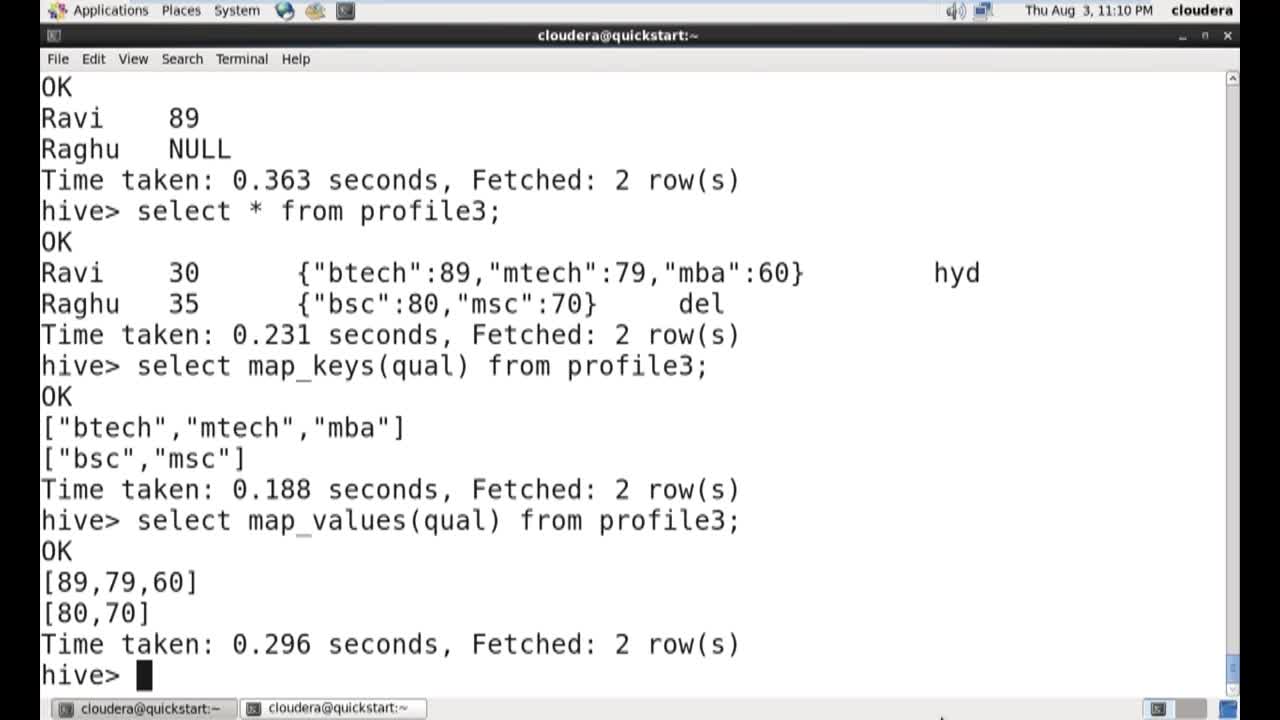 Applications Places System Thu Aug 3, 11:10 PM cloudera
cloudera@quickstart:~
File Edit View Search Terminal Help
OK
Ravi 89
Raghu NULL
Time taken: 0.363 seconds, Fetched: 2 row(s)
hive> select * from profile3;
OK
Ravi 30 {"btech":89,"mtech":79,"mba":60} hyd
Raghu 35 {"bsc":80,"msc":70} del
Time taken: 0.231 seconds, Fetched: 2 row(s)
hive> select map_keys(qual) from profile3;
OK
["btech","mtech","mba"]
["bsc","msc"]
Time taken: 0.188 seconds, Fetched: 2 row(s)
hive> select map_values(qual) from profile3;
OK
[89,79,60]
[80,70]
Time taken: 0.296 seconds, Fetched: 2 row(s)
hive>
cloudera@quickstart:~ cloudera@quickstart:~